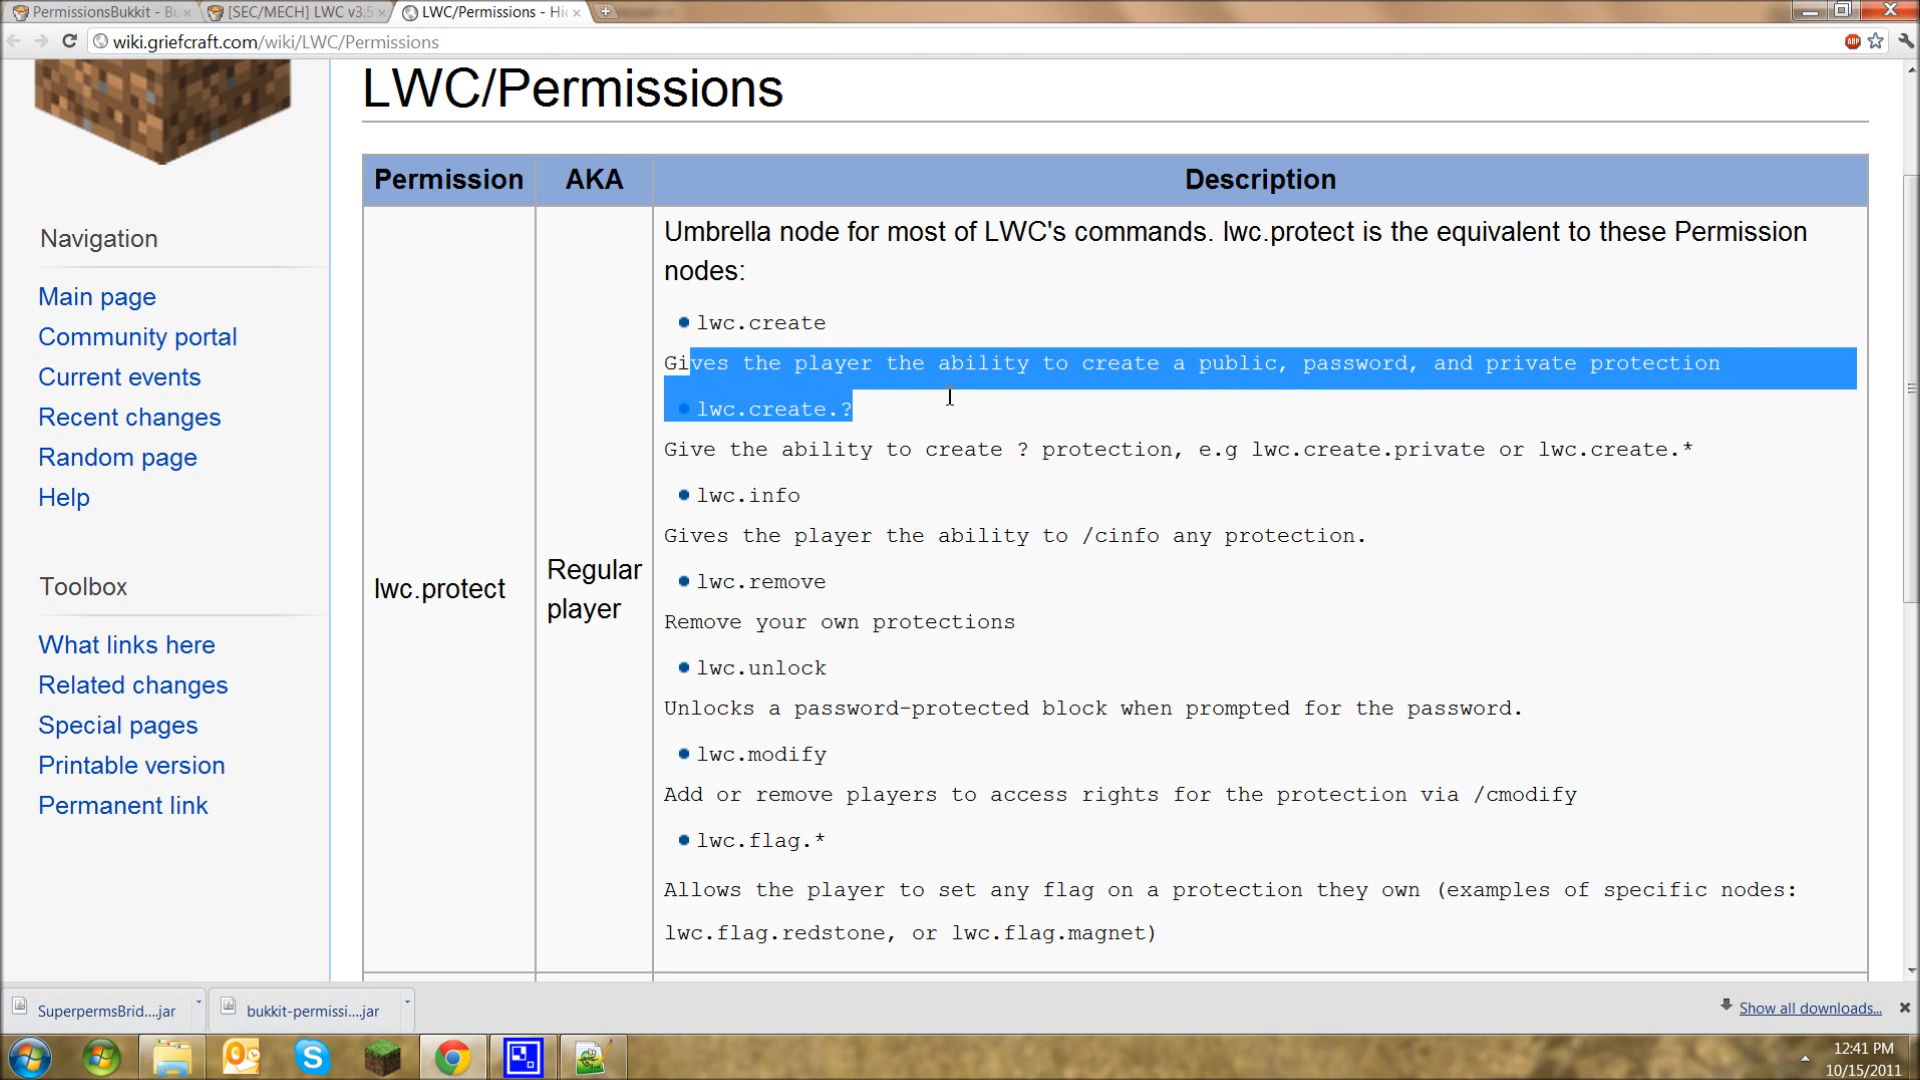 PermissionsBukkit - Bu
[SEC/MECH] LWC v3.5
LWC/Permissions - Hi
wiki.griefcraft.com/wiki/LWC/Permissions
ABP
LWC/Permissions
Permission AKA Description
Umbrella node for most of LWC's commands. lwc.protect is the equivalent to these Permission
nodes:
lwc.create
Gives the player the ability to create a public, password, and private protection
lwc.create.?
Give the ability to create ? protection, e.g lwc.create.private or lwc.create.*
lwc.info
Gives the player the ability to /cinfo any protection.
lwc.remove
Remove your own protections
lwc.unlock
Unlocks a password-protected block when prompted for the password.
lwc.modify
Add or remove players to access rights for the protection via /cmodify
lwc.flag.*
Allows the player to set any flag on a protection they own (examples of specific nodes:
lwc.flag.redstone, or lwc.flag.magnet)
lwc.protect
Regular
player
Navigation
Main page
Community portal
Current events
Recent changes
Random page
Help
Toolbox
What links here
Related changes
Special pages
Printable version
Permanent link
SuperpermsBrid....jar
bukkit-permissi....jar
Show all downloads...
12:41 PM
10/15/2011